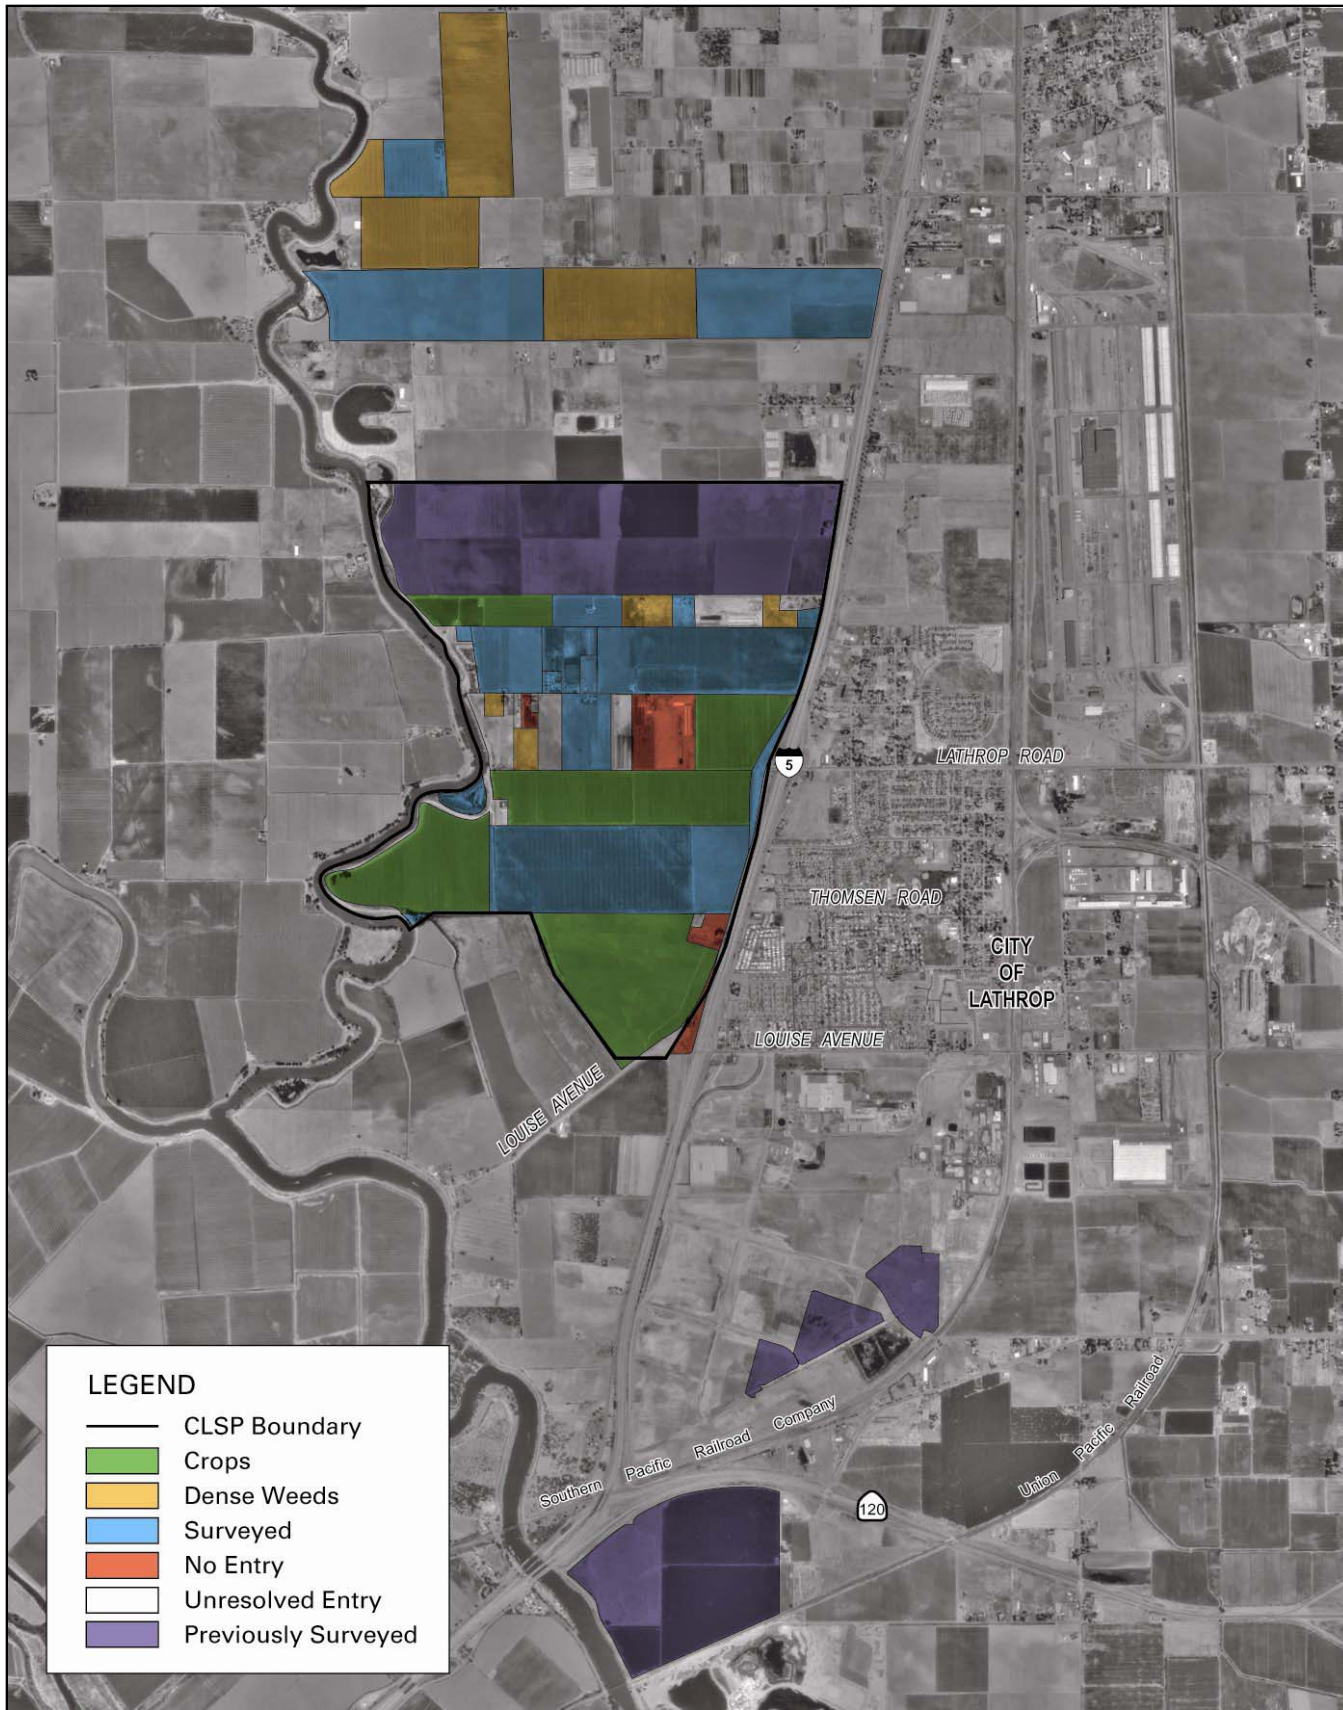 LATHROP ROAD
5
THOMSEN ROAD
CITY
OF
LATHROP
LOUISE AVENUE
LOUISE AVENUE
Southern Pacific Railroad Company
Union Pacific Railroad
120
LEGEND
CLSP Boundary
Crops
Dense Weeds
Surveyed
No Entry
Unresolved Entry
Previously Surveyed